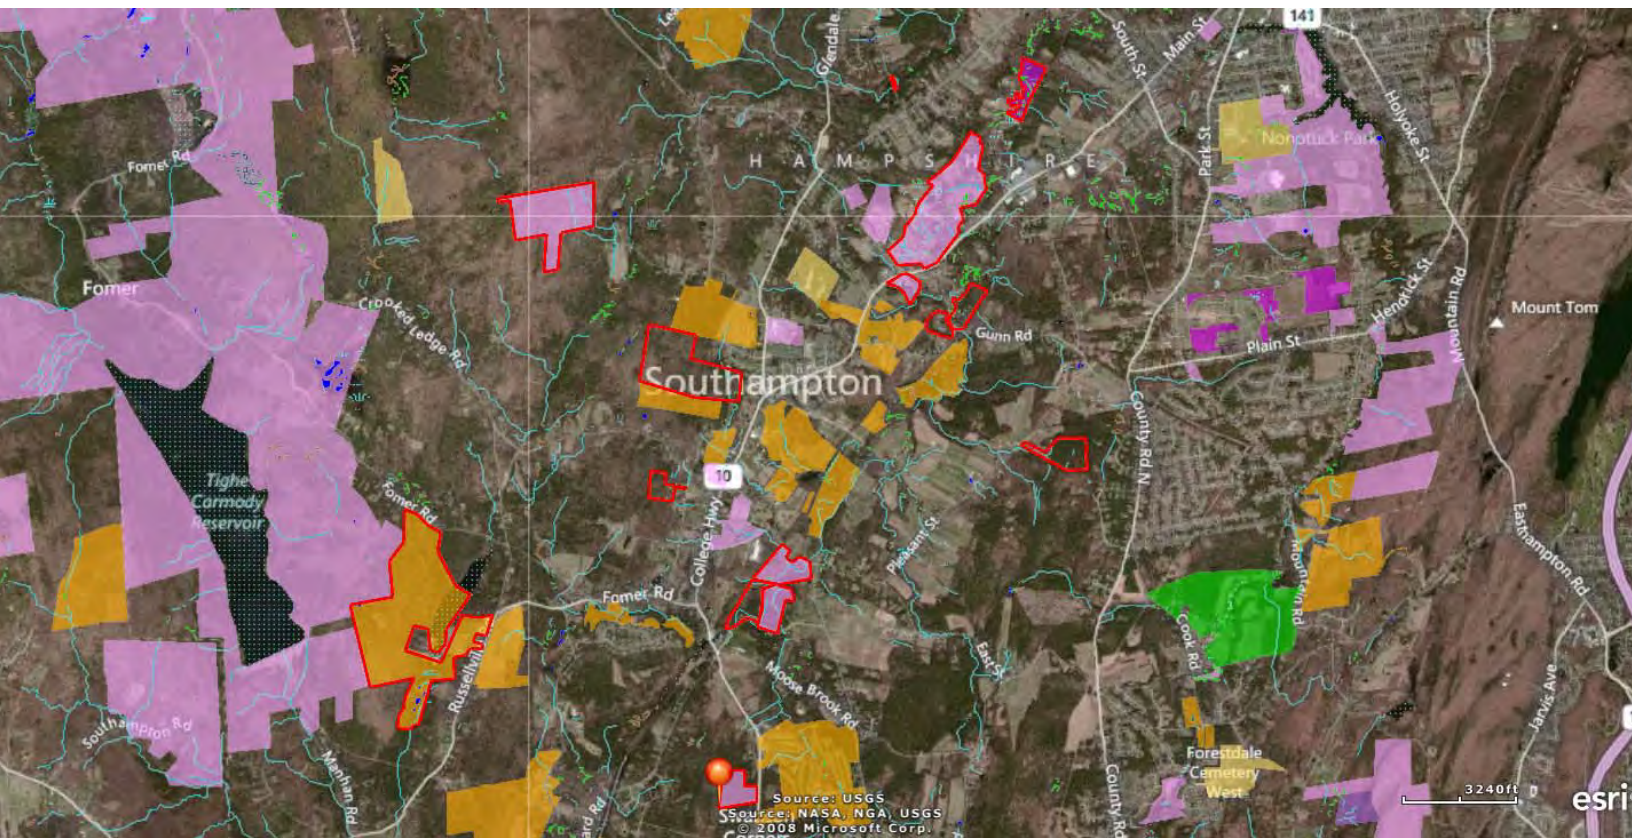 141
Glendale
South St
Main St
Park St
Holyoke St
Nonotuck Park
HAMPSHIRE
Fomer Rd
Fomer
Crooked Ledge Rd
Gunn Rd
Plain St
Hendrick St
Mountain Rd
Mount Tom
Southampton
County Rd N
10
Tighe
Carmody
Reservoir
Fomer Rd
College Hwy
Pleasant St
Easthampton Rd
Mountain Rd
Fomer Rd
Cook Rd
East St
Russellvill
Moose Brook Rd
Southampton Rd
Manhan Rd
Jarvis Ave
Forestdale
Cemetery
West
County Rd
ard Rd
3240ft
esri
Source: USGS
Source: NASA, NGA, USGS
© 2008 Microsoft Corp.